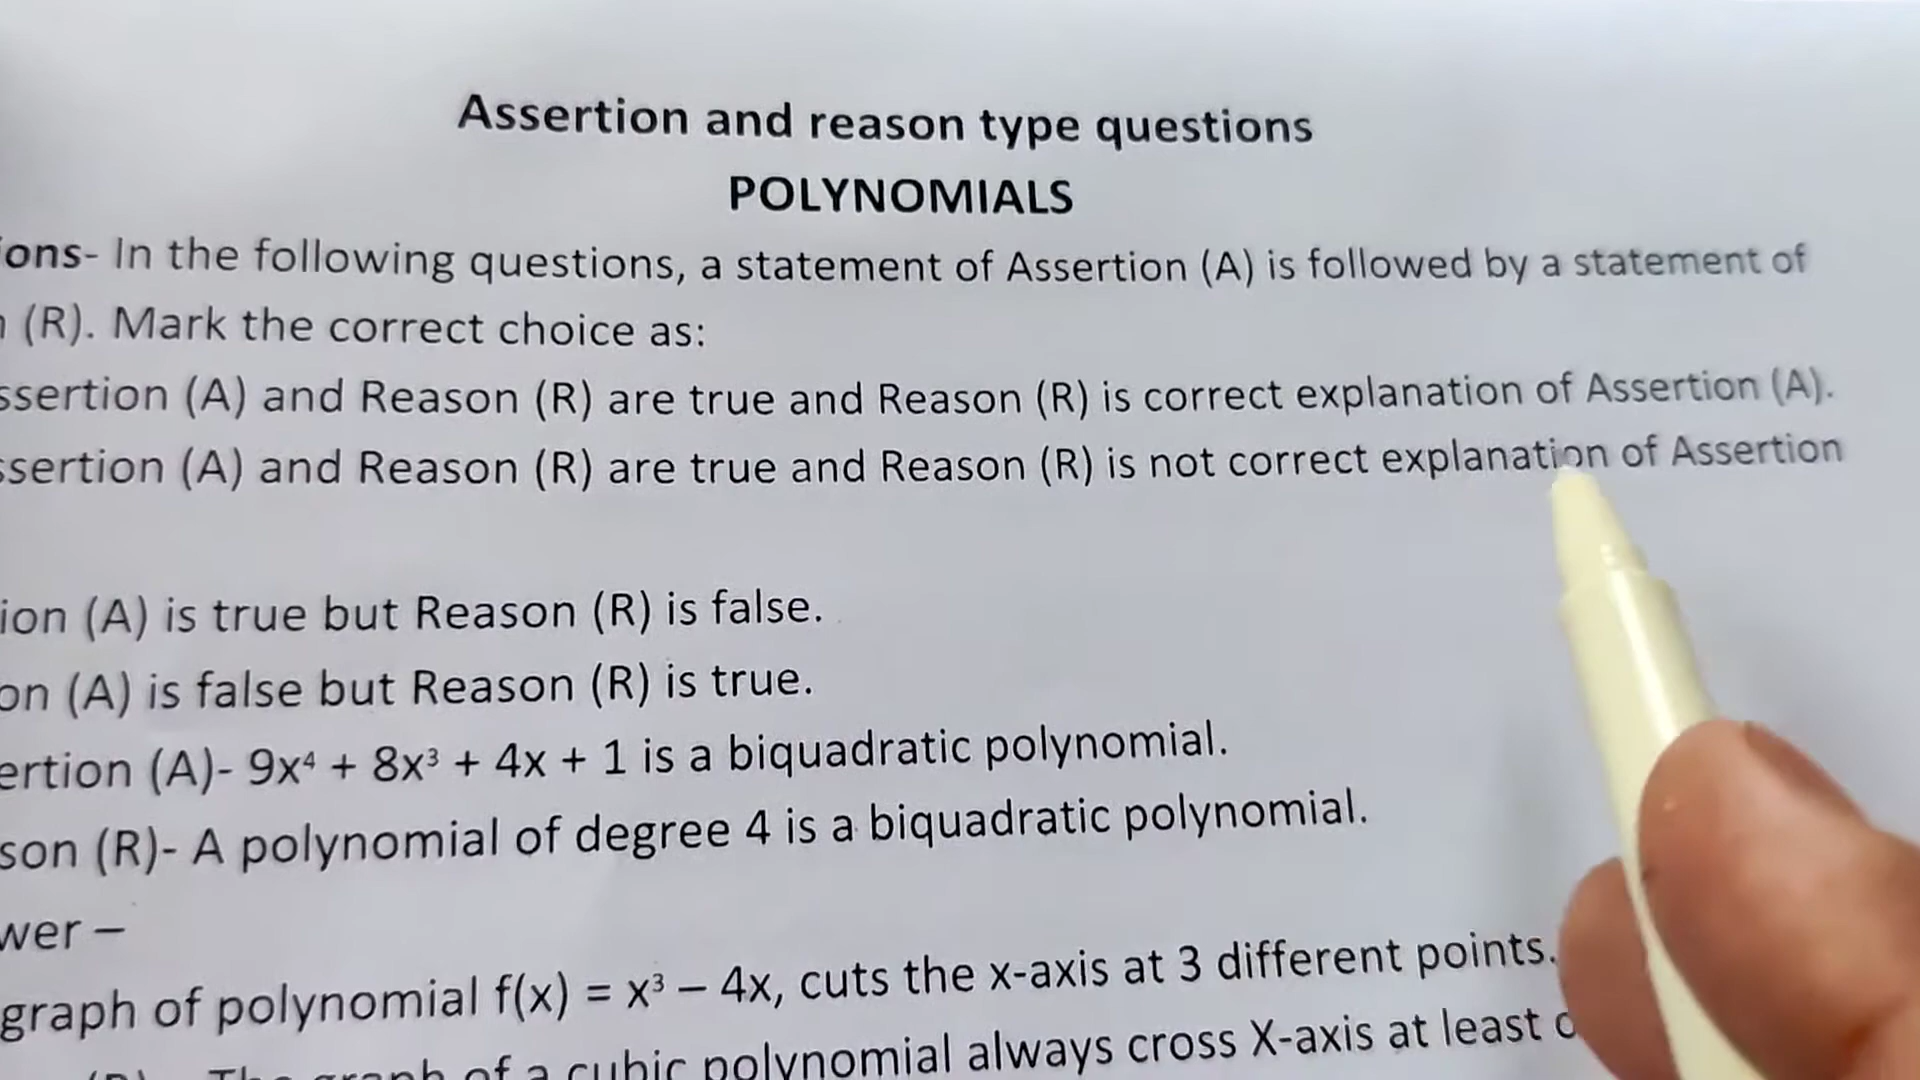 Assertion and reason type questions
POLYNOMIALS
ons- In the following questions, a statement of Assertion (A) is followed by a statement of
(R). Mark the correct choice as:
ssertion (A) and Reason (R) are true and Reason (R) is correct explanation of Assertion (A).
ssertion (A) and Reason (R) are true and Reason (R) is not correct explanation of Assertion
ion (A) is true but Reason (R) is false.
on (A) is false but Reason (R) is true.
ertion (A)- 9x⁴ + 8x³ + 4x + 1 is a biquadratic polynomial.
son (R)- A polynomial of degree 4 is a biquadratic polynomial.
wer –
graph of polynomial f(x) = x³ – 4x, cuts the x-axis at 3 different points.
The graph of a cubic polynomial always cross X-axis at least